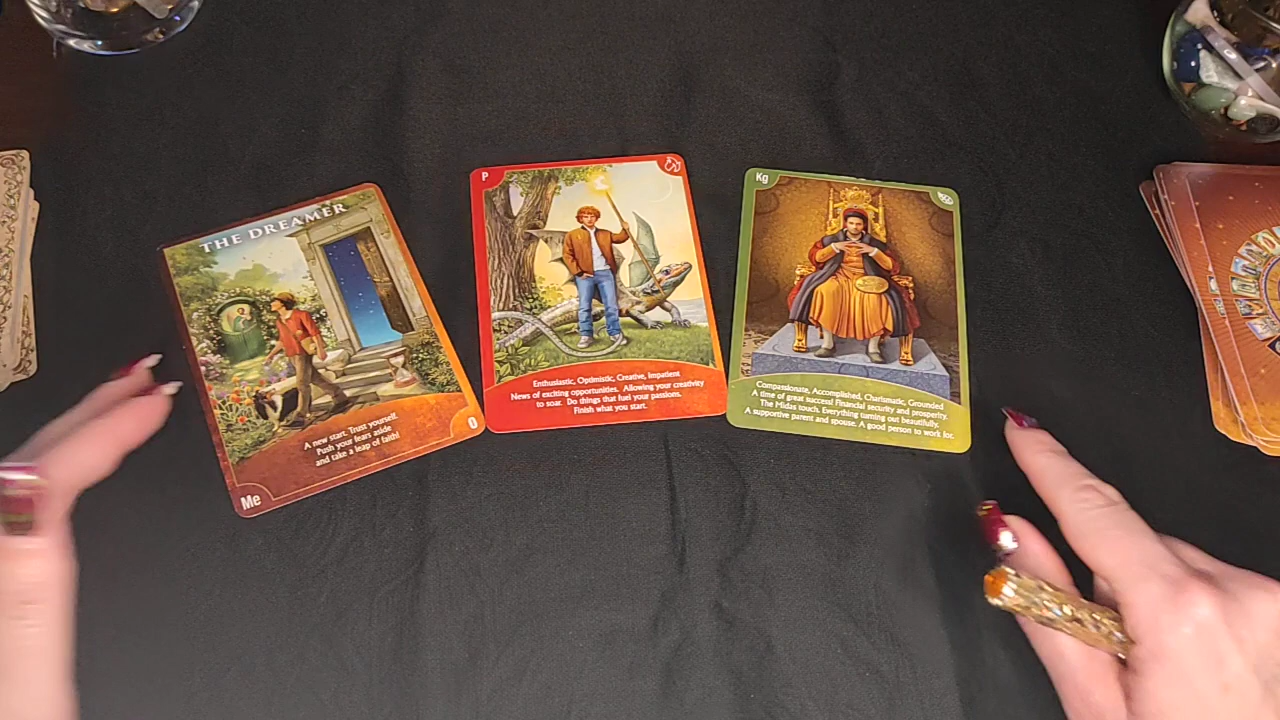 THE DREAMER
A new start. Trust yourself.
Push your fears aside
and take a leap of faith!
0
Me
P
Enthusiastic, Optimistic, Creative, Impatient
News of exciting opportunities. Allowing your creativity
to soar. Do things that fuel your passions.
Finish what you start.
Kg
Compassionate, Accomplished, Charismatic, Grounded
A time of great success! Financial security and prosperity.
The Midas touch. Everything turning out beautifully.
A supportive parent and spouse. A good person to work for.